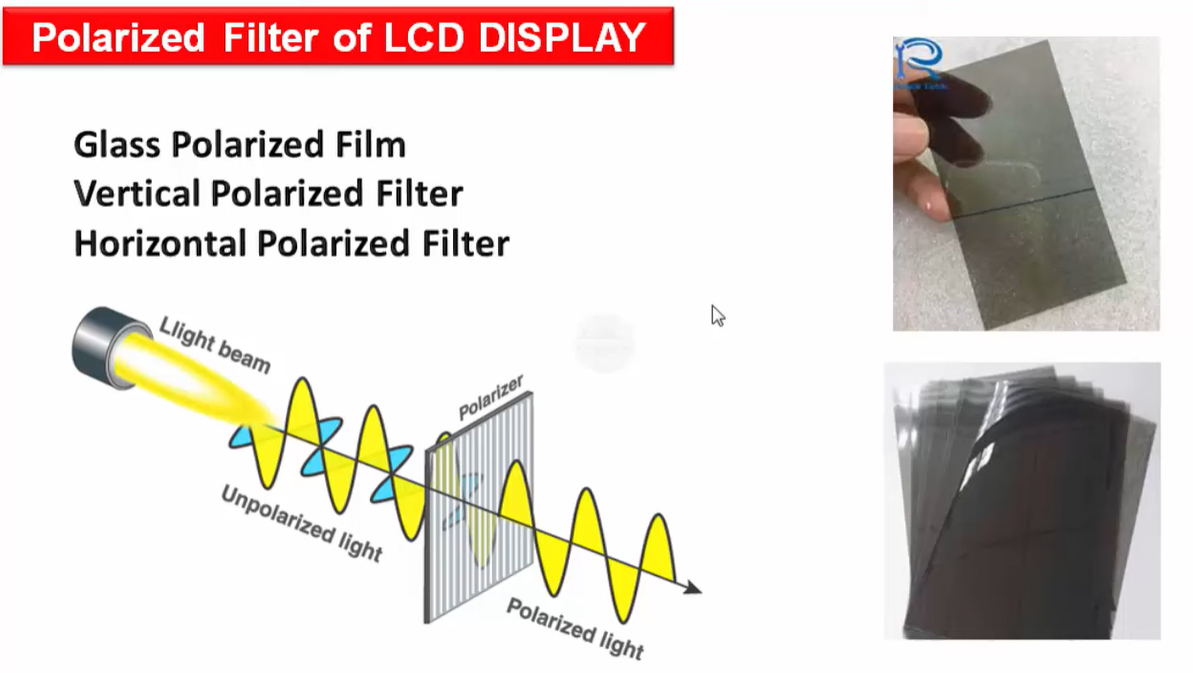 Polarized Filter of LCD DISPLAY
Glass Polarized Film
Vertical Polarized Filter
Horizontal Polarized Filter
Llight beam
Polarizer
Unpolarized light
Polarized light